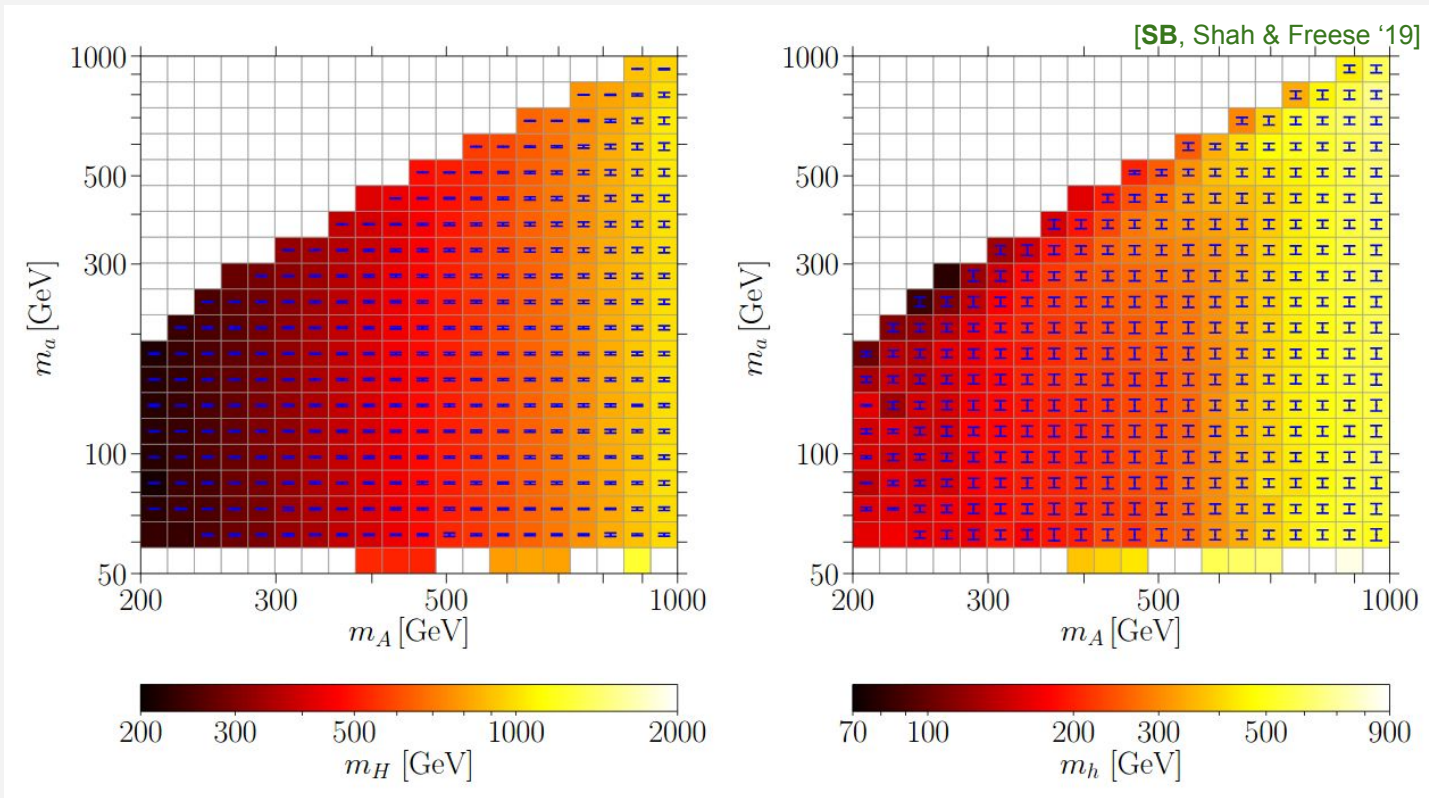 [SB, Shah & Freese ‘19]
1000
500
300
100
50
m_a [GeV]
200 300 500 1000
m_A [GeV]
200 300 500 1000 2000
m_H [GeV]
1000
500
300
100
50
m_a [GeV]
200 300 500 1000
m_A [GeV]
70 100 200 300 500 900
m_h [GeV]